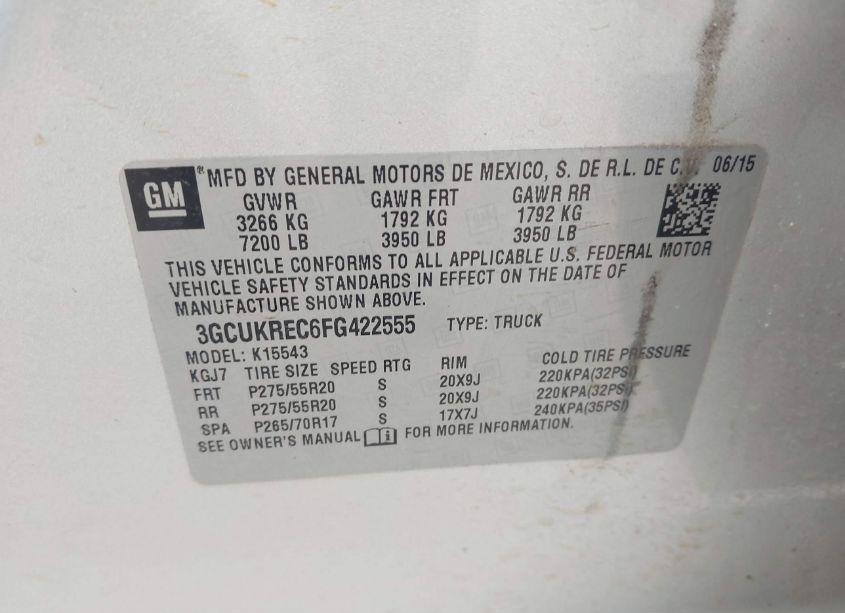 GM ® MFD BY GENERAL MOTORS DE MEXICO, S. DE R.L. DE C.V. 06/15
GVWR GAWR FRT GAWR RR
3266 KG 1792 KG 1792 KG
7200 LB 3950 LB 3950 LB
THIS VEHICLE CONFORMS TO ALL APPLICABLE U.S. FEDERAL MOTOR
VEHICLE SAFETY STANDARDS IN EFFECT ON THE DATE OF
MANUFACTURE SHOWN ABOVE.
3GCUKREC6FG422555 TYPE: TRUCK
MODEL: K15543
KGJ7 TIRE SIZE SPEED RTG RIM COLD TIRE PRESSURE
FRT P275/55R20 S 20X9J 220KPA(32PSI)
RR P275/55R20 S 20X9J 220KPA(32PSI)
SPA P265/70R17 S 17X7J 240KPA(35PSI)
SEE OWNER'S MANUAL FOR MORE INFORMATION.